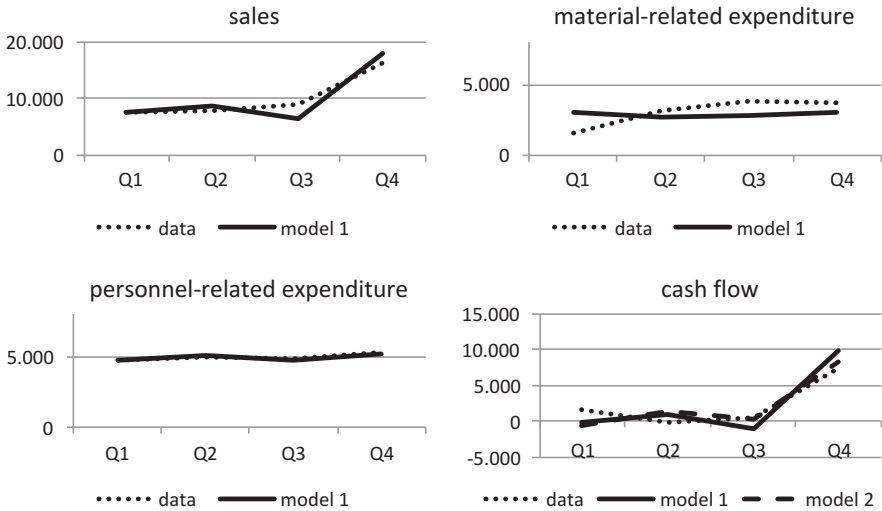 sales
20.000
10.000
0
Q1 Q2 Q3 Q4
data model 1
material-related expenditure
5.000
0
Q1 Q2 Q3 Q4
data model 1
personnel-related expenditure
5.000
0
Q1 Q2 Q3 Q4
data model 1
cash flow
15.000
10.000
5.000
0
-5.000
Q1 Q2 Q3 Q4
data model 1 model 2